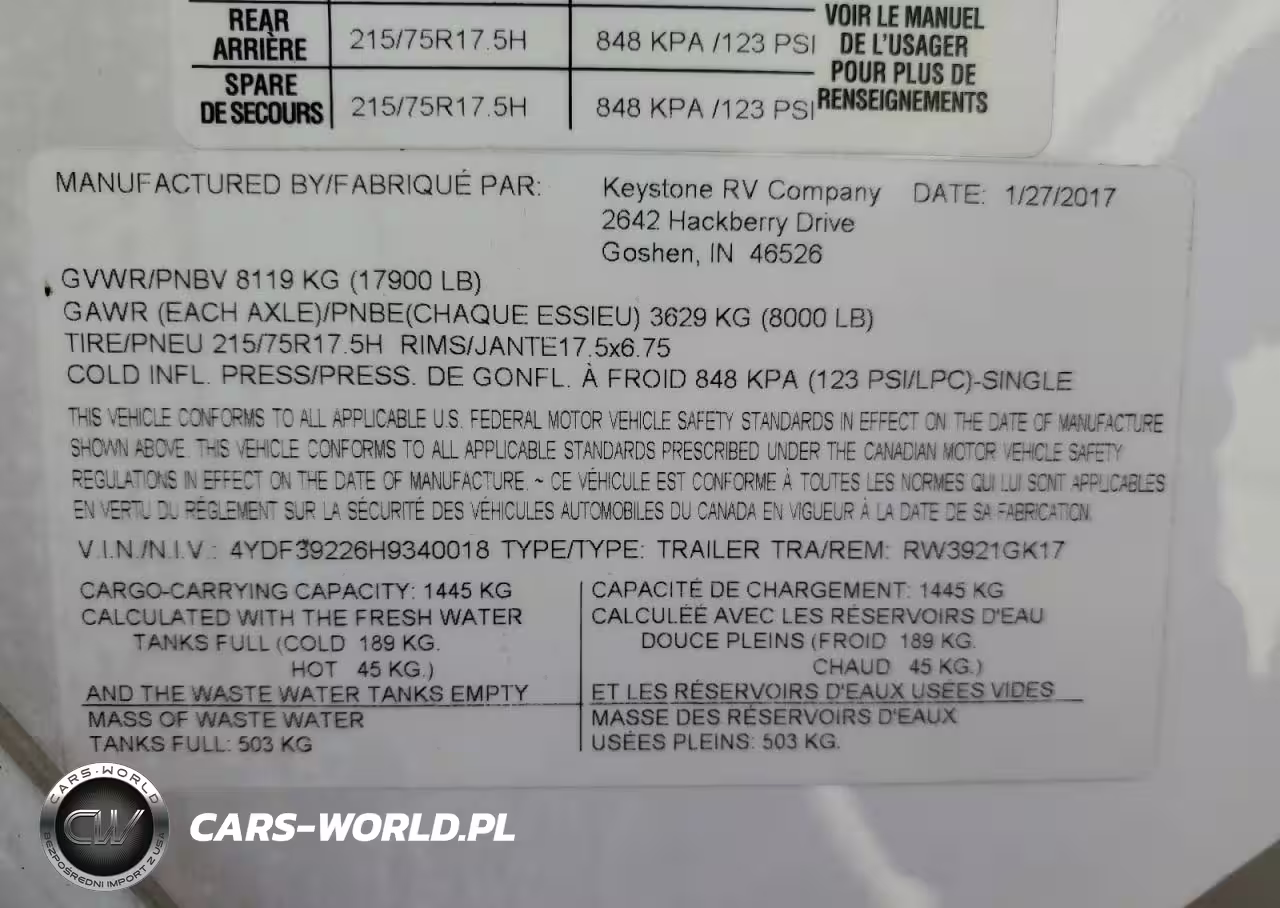 REAR
ARRIÈRE 215/75R17.5H 848 KPA /123 PSI
SPARE
DE SECOURS 215/75R17.5H 848 KPA /123 PSI
VOIR LE MANUEL
DE L'USAGER
POUR PLUS DE
RENSEIGNEMENTS
MANUFACTURED BY/FABRIQUÉ PAR: Keystone RV Company DATE: 1/27/2017
2642 Hackberry Drive
Goshen, IN 46526
GVWR/PNBV 8119 KG (17900 LB)
GAWR (EACH AXLE)/PNBE(CHAQUE ESSIEU) 3629 KG (8000 LB)
TIRE/PNEU 215/75R17.5H RIMS/JANTE17.5x6.75
COLD INFL. PRESS/PRESS. DE GONFL. À FROID 848 KPA (123 PSI/LPC)-SINGLE
THIS VEHICLE CONFORMS TO ALL APPLICABLE U.S. FEDERAL MOTOR VEHICLE SAFETY STANDARDS IN EFFECT ON THE DATE OF MANUFACTURE
SHOWN ABOVE. THIS VEHICLE CONFORMS TO ALL APPLICABLE STANDARDS PRESCRIBED UNDER THE CANADIAN MOTOR VEHICLE SAFETY
REGULATIONS IN EFFECT ON THE DATE OF MANUFACTURE. ~ CE VÉHICULE EST CONFORME À TOUTES LES NORMES QUI LUI SONT APPLICABLES
EN VERTU DU RÉGLEMENT SUR LA SÉCURITÉ DES VÉHICULES AUTOMOBILES DU CANADA EN VIGUEUR À LA DATE DE SA FABRICATION.
V.I.N./N.I.V.: 4YDF39226H9340018 TYPE/TYPE: TRAILER TRA/REM: RW3921GK17
CARGO-CARRYING CAPACITY: 1445 KG
CALCULATED WITH THE FRESH WATER
TANKS FULL (COLD 189 KG.
HOT 45 KG.)
AND THE WASTE WATER TANKS EMPTY
MASS OF WASTE WATER
TANKS FULL: 503 KG
CAPACITÉ DE CHARGEMENT: 1445 KG
CALCULÉÉ AVEC LES RÉSERVOIRS D'EAU
DOUCE PLEINS (FROID 189 KG.
CHAUD 45 KG.)
ET LES RÉSERVOIRS D'EAUX USÉES VIDES
MASSE DES RÉSERVOIRS D'EAUX
USÉES PLEINS: 503 KG.
CARS-WORLD
CW
BEZPOŚREDNI IMPORT Z USA
CARS-WORLD.PL